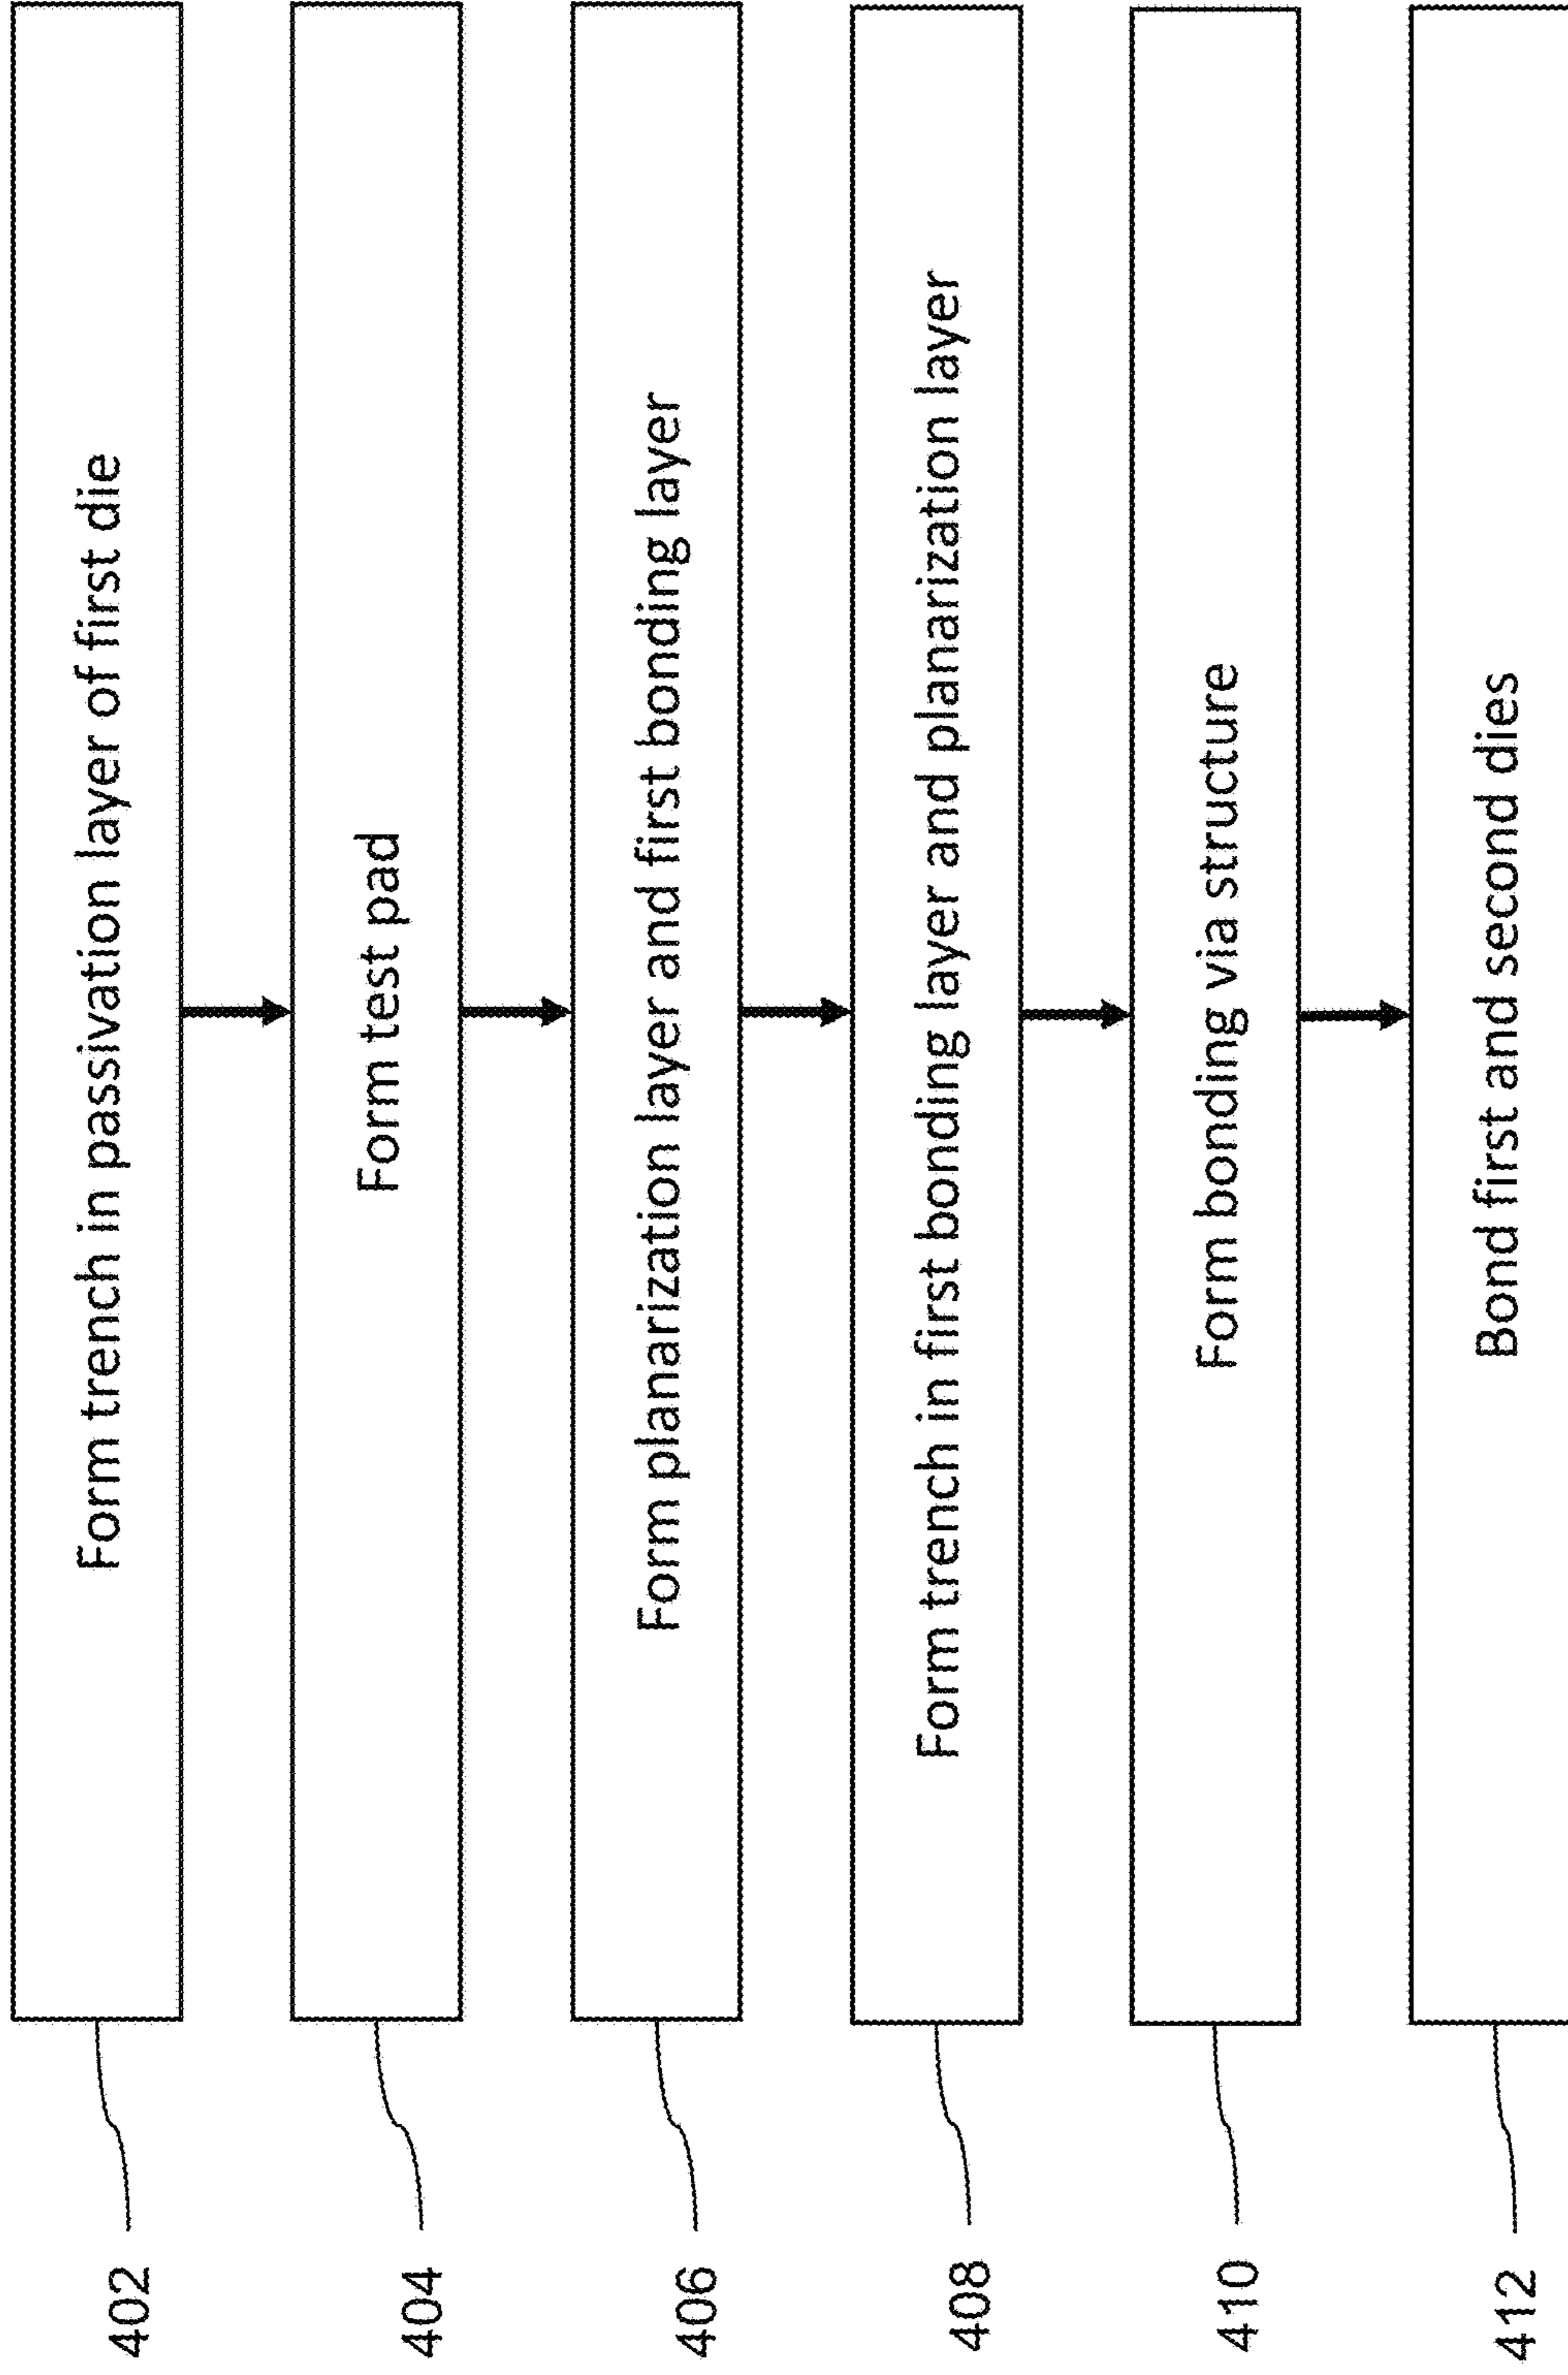 402
Form trench in passivation layer of first die
404
Form test pad
406
Form planarization layer and first bonding layer
408
Form trench in first bonding layer and planarization layer
410
Form bonding via structure
412
Bond first and second dies